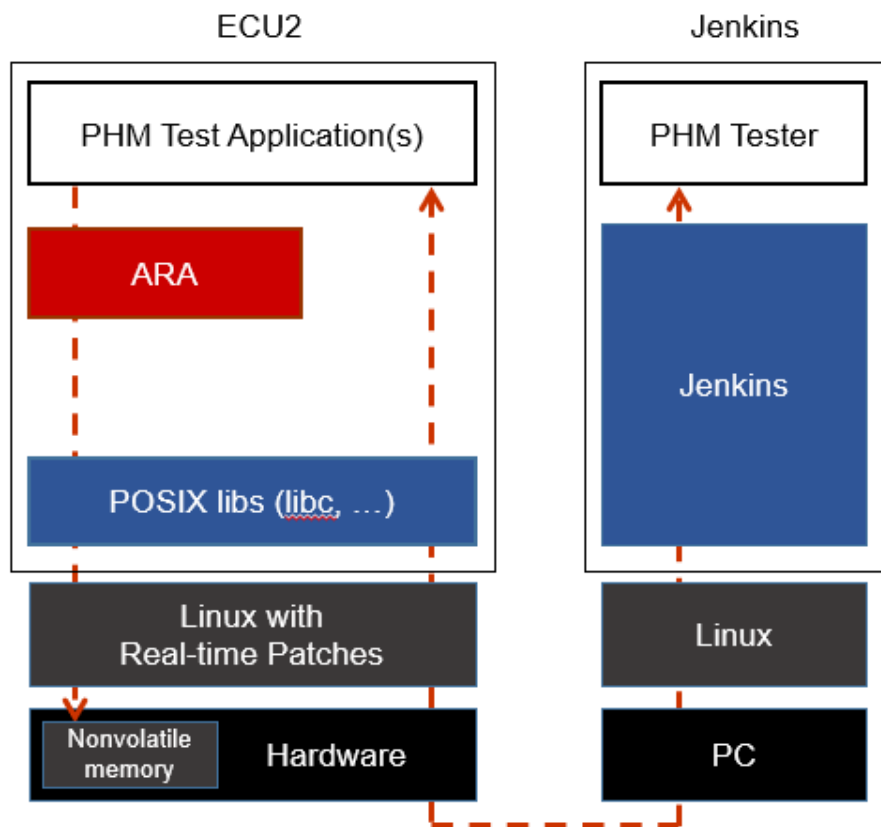 ECU2
PHM Test Application(s)
ARA
POSIX libs (libc, …)
Linux with
Real-time Patches
Nonvolatile
memory
Hardware
Jenkins
PHM Tester
Jenkins
Linux
PC